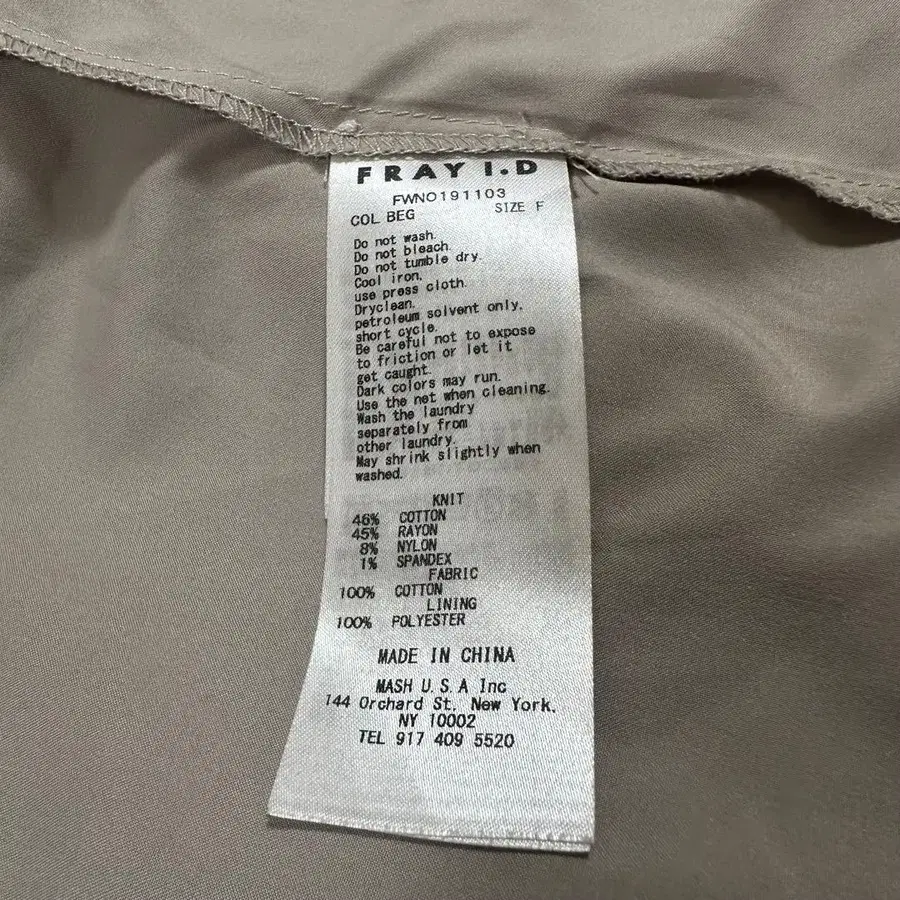 FRAY I.D
FWNO191103
COL BEG SIZE F
Do not wash.
Do not bleach.
Do not tumble dry.
Cool iron.
use press cloth.
Dryclean.
petroleum solvent only.
short cycle.
Be careful not to expose
to friction or let it
get caught.
Dark colors may run.
Use the net when cleaning.
Wash the laundry
separately from
other laundry.
May shrink slightly when
washed.
KNIT
46% COTTON
45% RAYON
8% NYLON
1% SPANDEX
FABRIC
100% COTTON
LINING
100% POLYESTER
MADE IN CHINA
MASH U.S.A Inc
144 Orchard St, New York,
NY 10002
TEL 917 409 5520